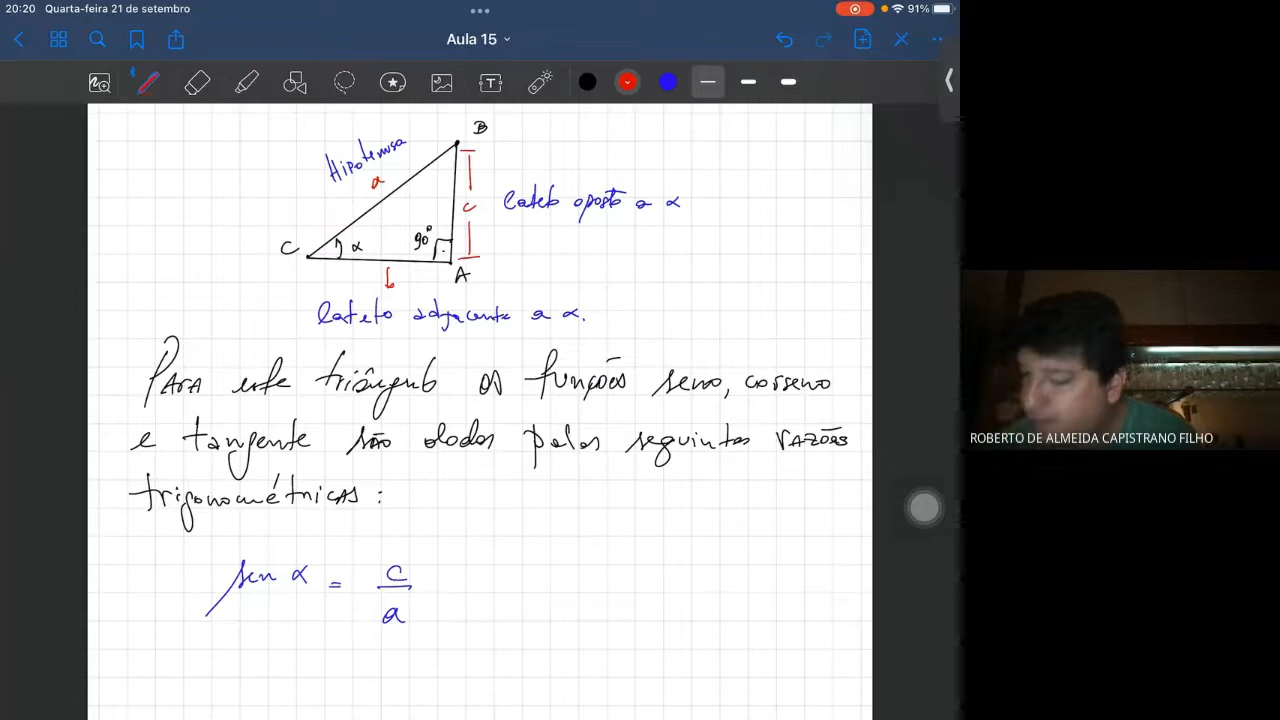 20:20 Quarta-feira 21 de setembro
91%
Aula 15
T
B
Hipotenusa
a
c
Cateto oposto a α
90°
C
α
A
b
Cateto adjacente a α.
PARA este triângulo as funções seno, cosseno
e tangente são dadas pelas seguintes RAZÕES
trigonométricas:
sen α = c
a
ROBERTO DE ALMEIDA CAPISTRANO FILHO